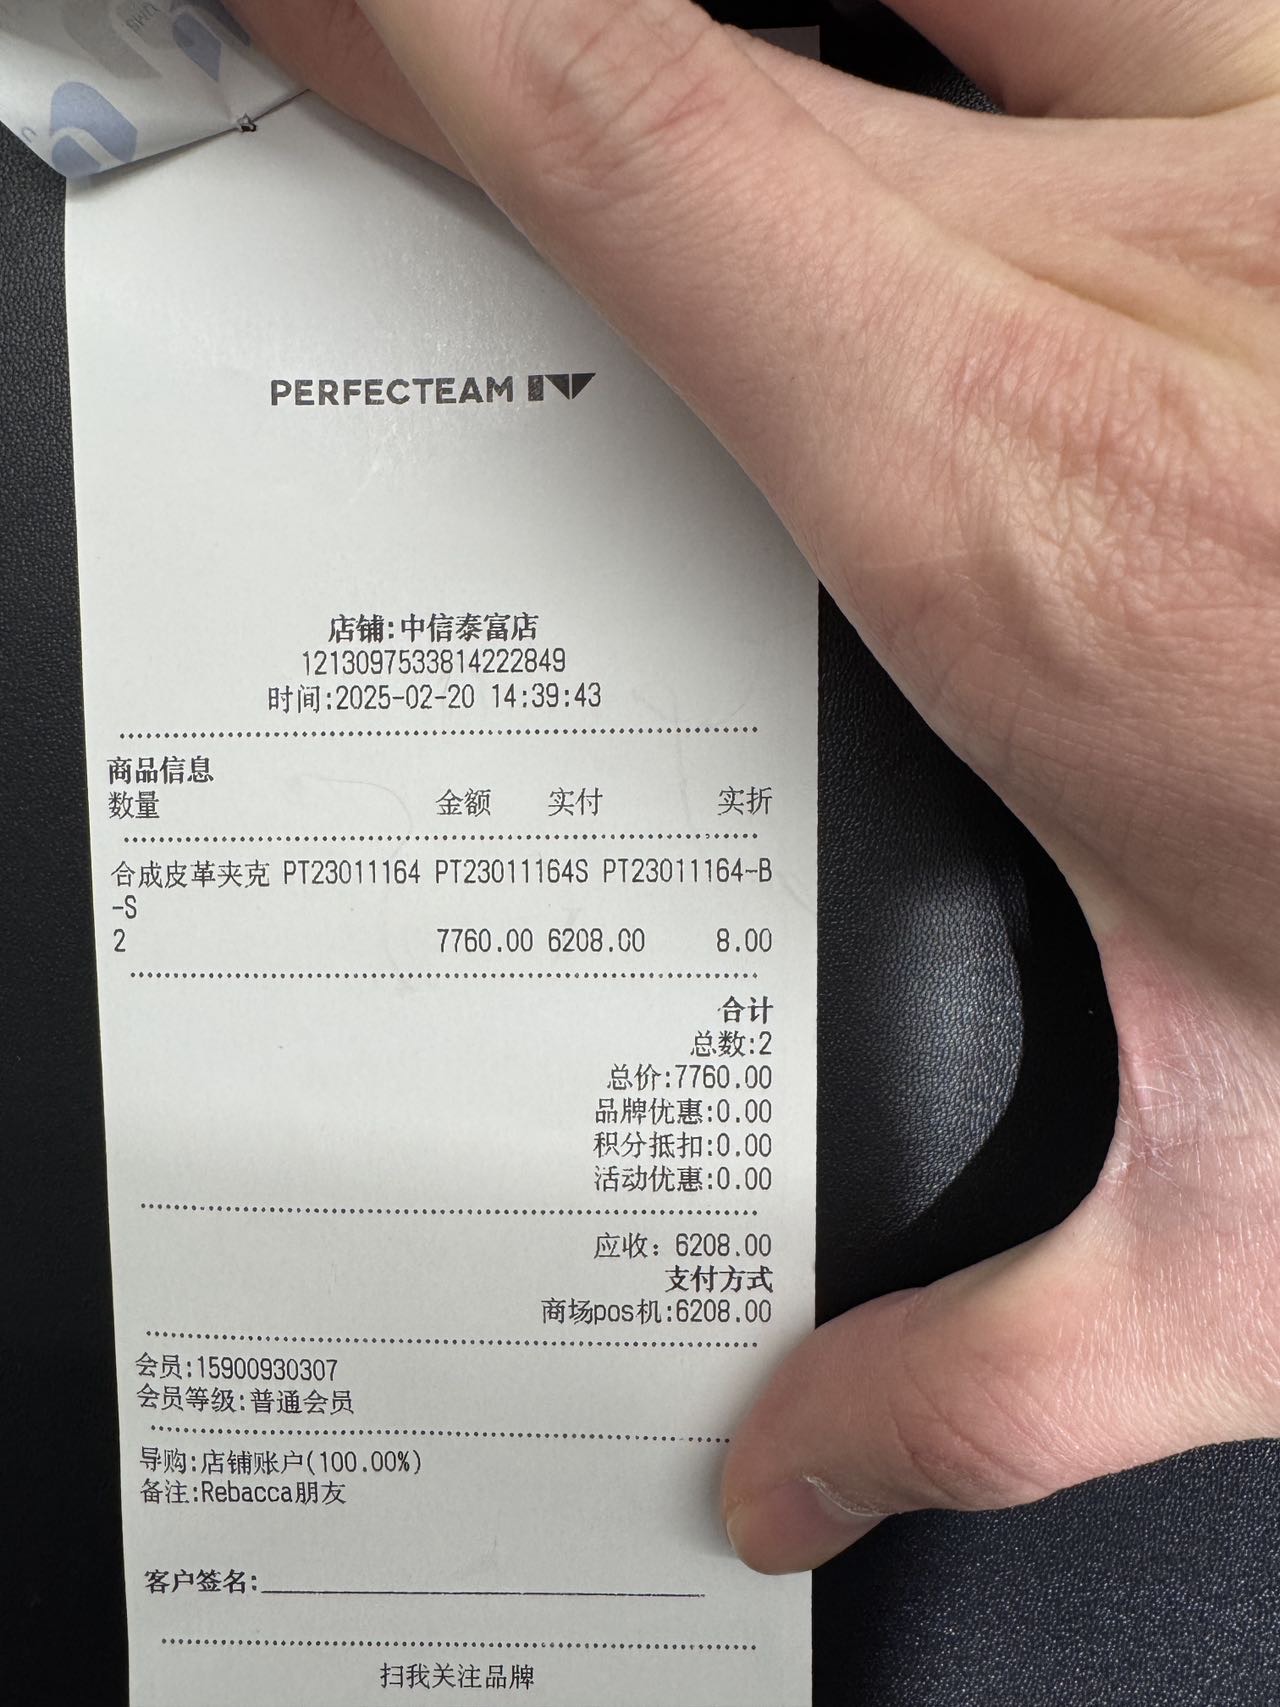 PERFECTEAM
店铺:中信泰富店
1213097533814222849
时间:2025-02-20 14:39:43
商品信息
数量 金额 实付 实折
合成皮革夹克 PT23011164 PT23011164S PT23011164-B
-S
2 7760.00 6208.00 8.00
合计
总数:2
总价:7760.00
品牌优惠:0.00
积分抵扣:0.00
活动优惠:0.00
应收: 6208.00
支付方式
商场pos机:6208.00
会员:15900930307
会员等级:普通会员
导购:店铺账户(100.00%)
备注:Rebacca朋友
客户签名:
扫我关注品牌